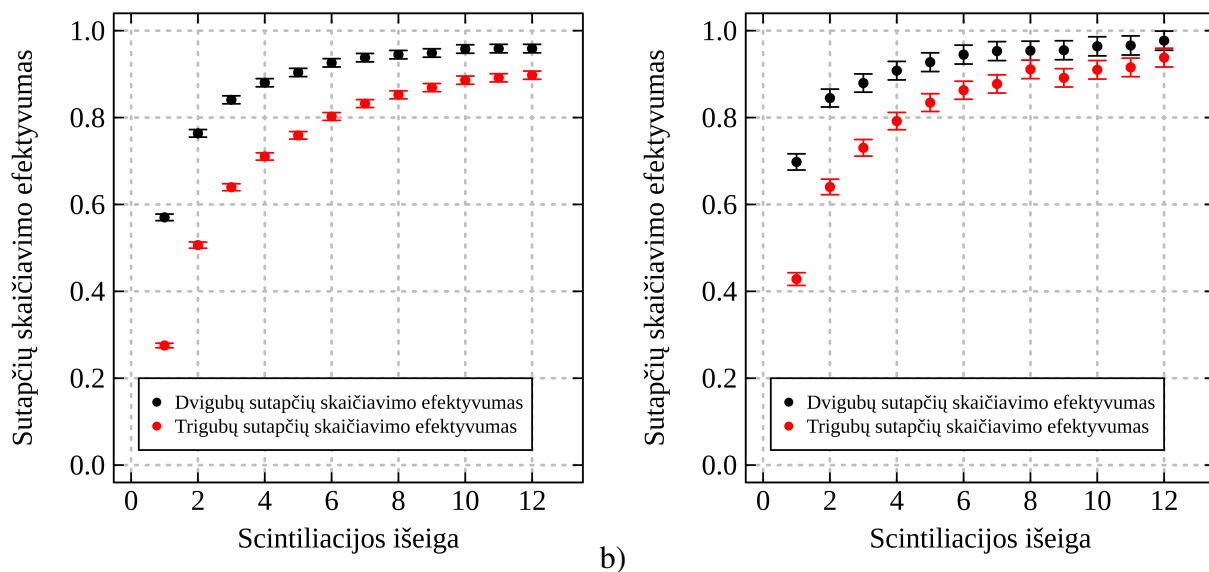 Sutapčių skaičiavimo efektyvumas
1.0
0.8
0.6
0.4
0.2
0.0
Dvigubų sutapčių skaičiavimo efektyvumas
Trigubų sutapčių skaičiavimo efektyvumas
0 2 4 6 8 10 12
Scintiliacijos išeiga
b)
Sutapčių skaičiavimo efektyvumas
1.0
0.8
0.6
0.4
0.2
0.0
Dvigubų sutapčių skaičiavimo efektyvumas
Trigubų sutapčių skaičiavimo efektyvumas
0 2 4 6 8 10 12
Scintiliacijos išeiga